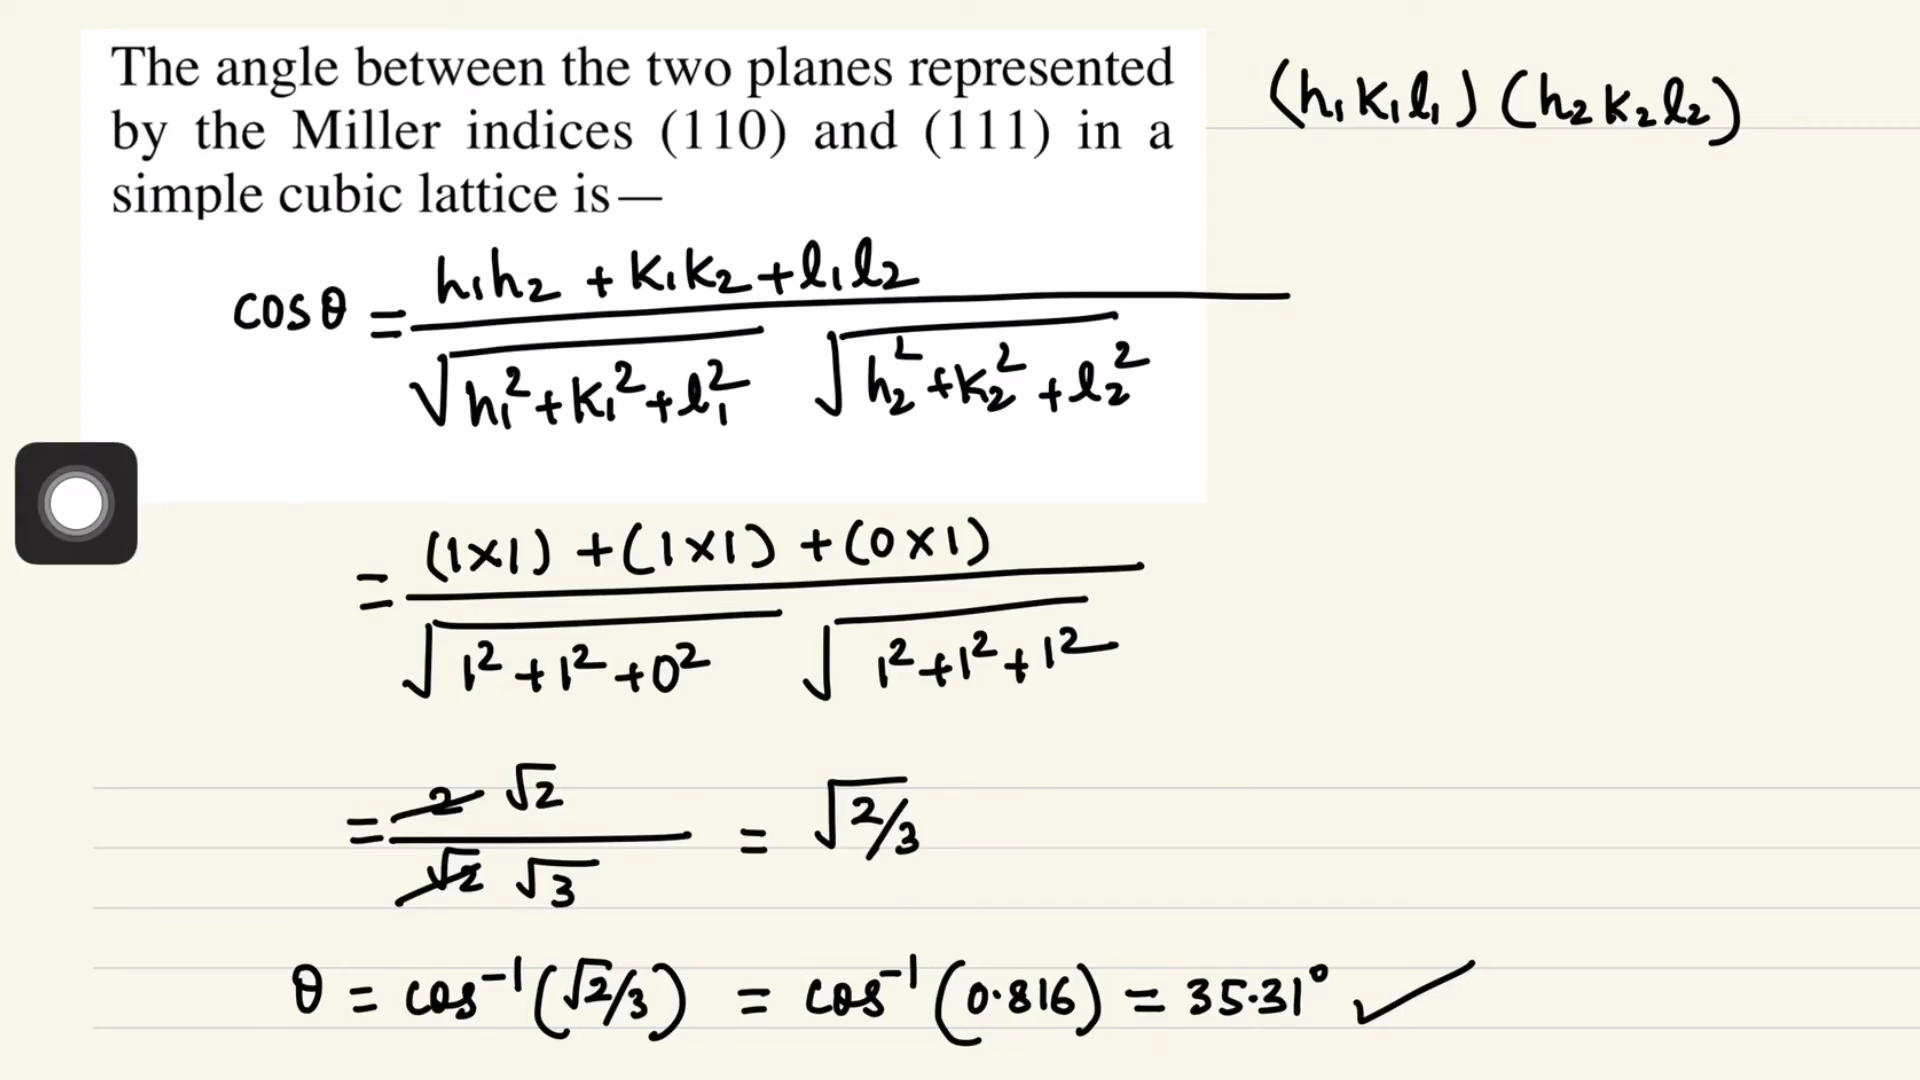 The angle between the two planes represented
by the Miller indices (110) and (111) in a
simple cubic lattice is—
(h₁k₁l₁) (h₂k₂l₂)
cosθ = h₁h₂ + k₁k₂ + l₁l₂ / √h₁²+k₁²+l₁² √h₂²+k₂²+l₂²
= (1×1) + (1×1) + (0×1) / √1²+1²+0² √1²+1²+1²
= 2 √2 / √2 √3 = √2/3
θ = cos⁻¹(√2/3) = cos⁻¹(0.816) = 35.31° ✓